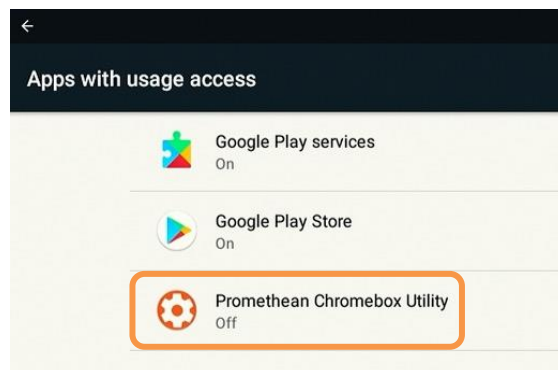 Apps with usage access
Google Play services
On
Google Play Store
On
Promethean Chromebox Utility
Off